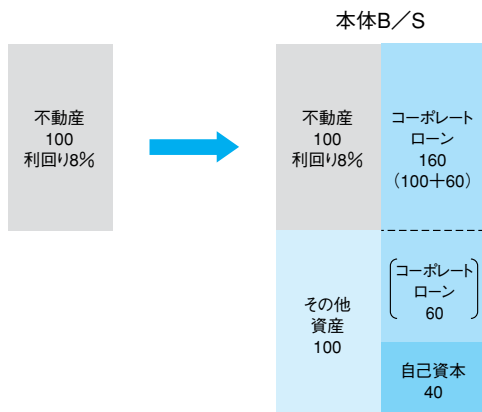 本体B／S
不動産
100
利回り8%
不動産
100
利回り8%
コーポレート
ローン
160
(100＋60)
その他
資産
100
コーポレート
ローン
60
自己資本
40